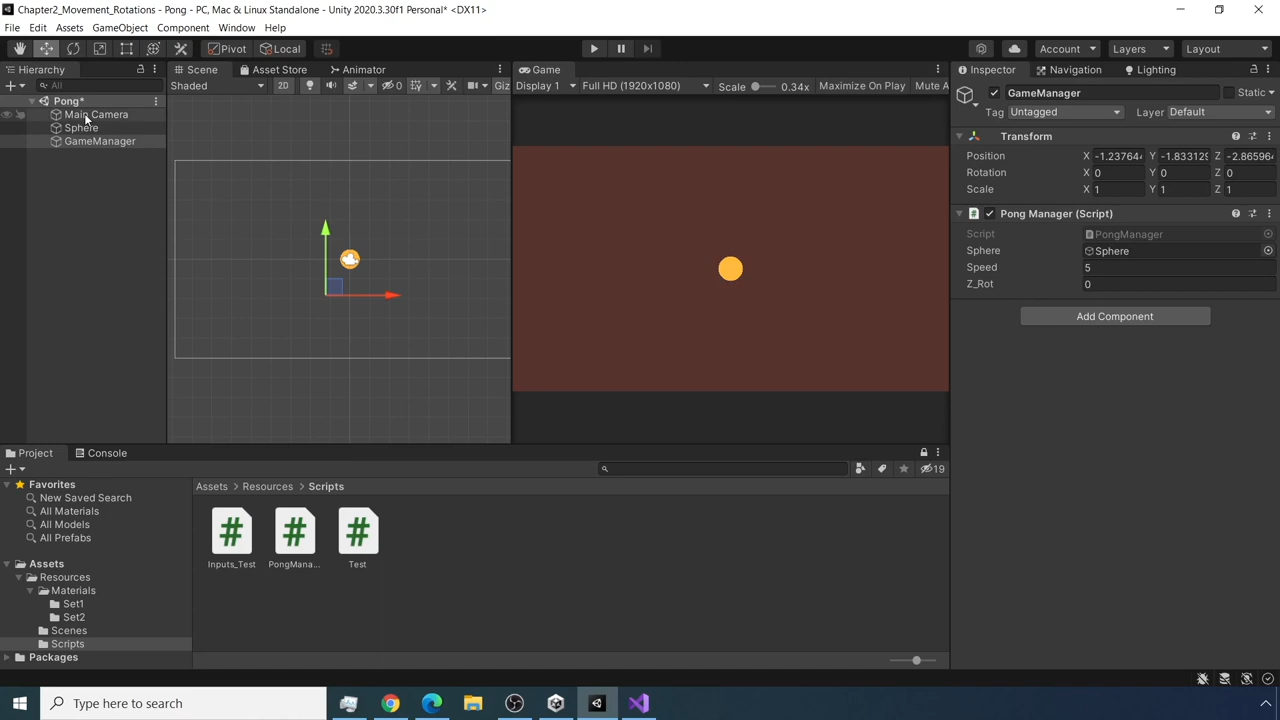 Chapter2_Movement_Rotations - Pong - PC, Mac & Linux Standalone - Unity 2020.3.30f1 Personal* <DX11>
File Edit Assets GameObject Component Window Help
Pivot Local Account Layers Layout
Hierarchy Scene Asset Store Animator Game Inspector Navigation Lighting
All Shaded 2D 0 Giz Display 1 Full HD (1920x1080) Scale 0.34x Maximize On Play Mute A
GameManager Static
Pong*
Main Camera
Sphere
GameManager
Tag Untagged Layer Default
Transform
Position X -1.23764 Y -1.833129 Z -2.86596
Rotation X 0 Y 0 Z 0
Scale X 1 Y 1 Z 1
Pong Manager (Script)
Script PongManager
Sphere Sphere
Speed 5
Z_Rot 0
Add Component
Project Console
19
Favorites
New Saved Search
All Materials
All Models
All Prefabs
Assets
Resources
Materials
Set1
Set2
Scenes
Scripts
Packages
Assets Resources Scripts
# # #
Inputs_Test PongMana... Test
Type here to search